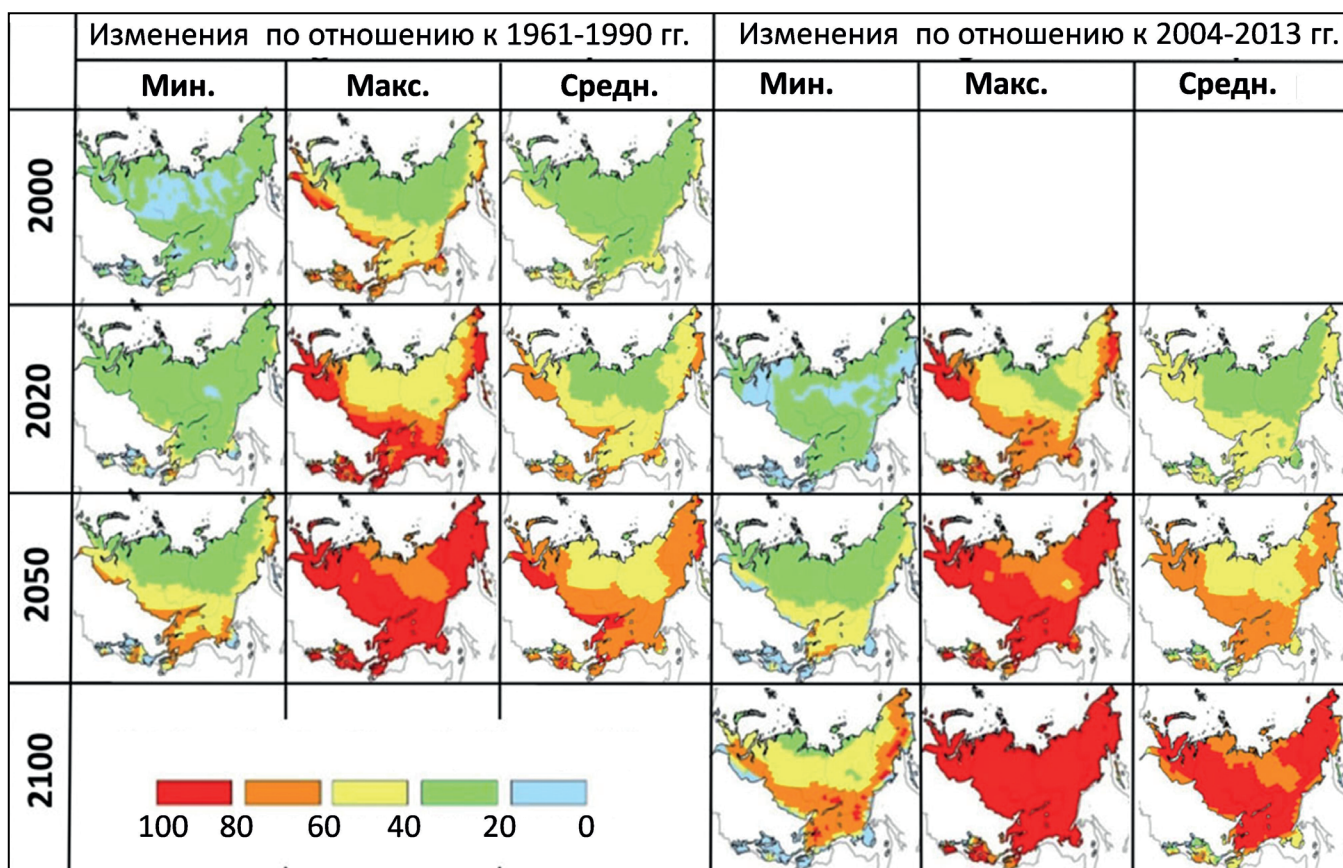 Изменения по отношению к 1961-1990 гг. Изменения по отношению к 2004-2013 гг.
Мин. Макс. Средн. Мин. Макс. Средн.
2000
2020
2050
2100
100 80 60 40 20 0